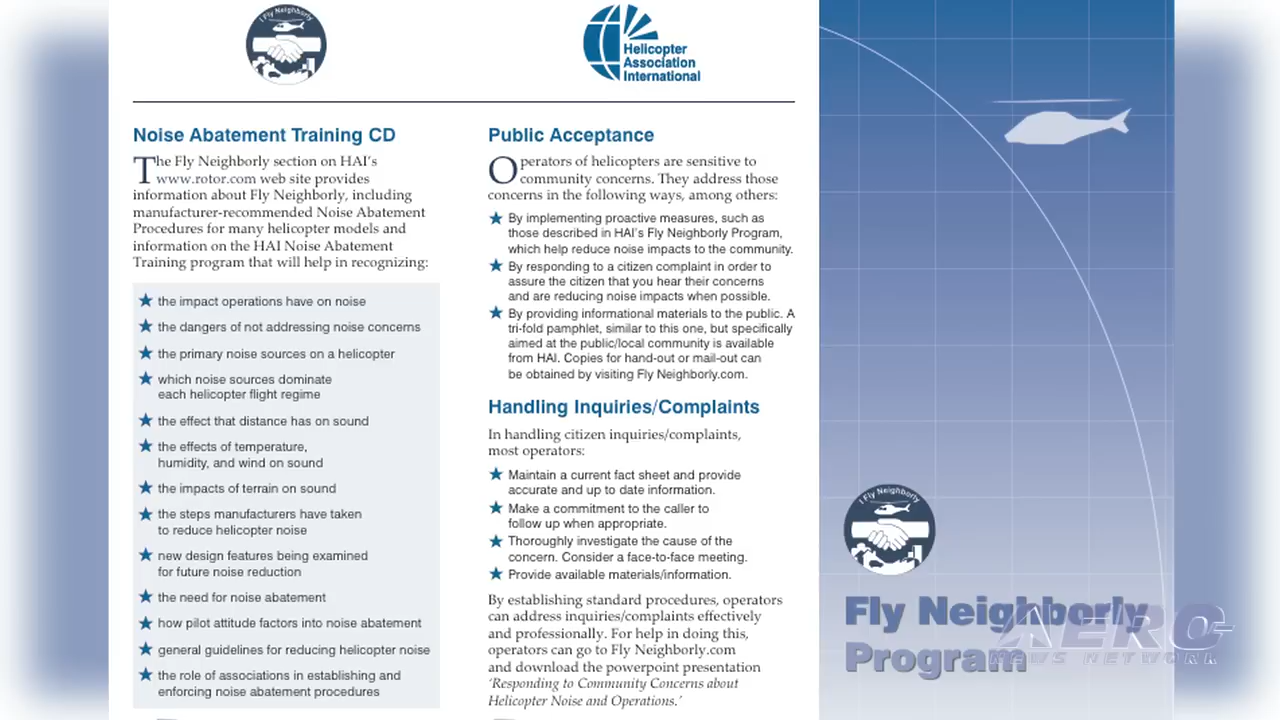 I Fly Neighborly
Helicopter
Association
International
Noise Abatement Training CD
The Fly Neighborly section on HAI's
www.rotor.com web site provides
information about Fly Neighborly, including
manufacturer-recommended Noise Abatement
Procedures for many helicopter models and
information on the HAI Noise Abatement
Training program that will help in recognizing:
the impact operations have on noise
the dangers of not addressing noise concerns
the primary noise sources on a helicopter
which noise sources dominate
each helicopter flight regime
the effect that distance has on sound
the effects of temperature,
humidity, and wind on sound
the impacts of terrain on sound
the steps manufacturers have taken
to reduce helicopter noise
new design features being examined
for future noise reduction
the need for noise abatement
how pilot attitude factors into noise abatement
general guidelines for reducing helicopter noise
the role of associations in establishing and
enforcing noise abatement procedures
Public Acceptance
Operators of helicopters are sensitive to
community concerns. They address those
concerns in the following ways, among others:
By implementing proactive measures, such as
those described in HAI's Fly Neighborly Program,
which help reduce noise impacts to the community.
By responding to a citizen complaint in order to
assure the citizen that you hear their concerns
and are reducing noise impacts when possible.
By providing informational materials to the public. A
tri-fold pamphlet, similar to this one, but specifically
aimed at the public/local community is available
from HAI. Copies for hand-out or mail-out can
be obtained by visiting Fly Neighborly.com.
Handling Inquiries/Complaints
In handling citizen inquiries/complaints,
most operators:
Maintain a current fact sheet and provide
accurate and up to date information.
Make a commitment to the caller to
follow up when appropriate.
Thoroughly investigate the cause of the
concern. Consider a face-to-face meeting.
Provide available materials/information.
By establishing standard procedures, operators
can address inquiries/complaints effectively
and professionally. For help in doing this,
operators can go to Fly Neighborly.com
and download the powerpoint presentation
'Responding to Community Concerns about
Helicopter Noise and Operations.'
I Fly Neighborly
Fly Neighborly
Program
AERO
NEWS NETWORK